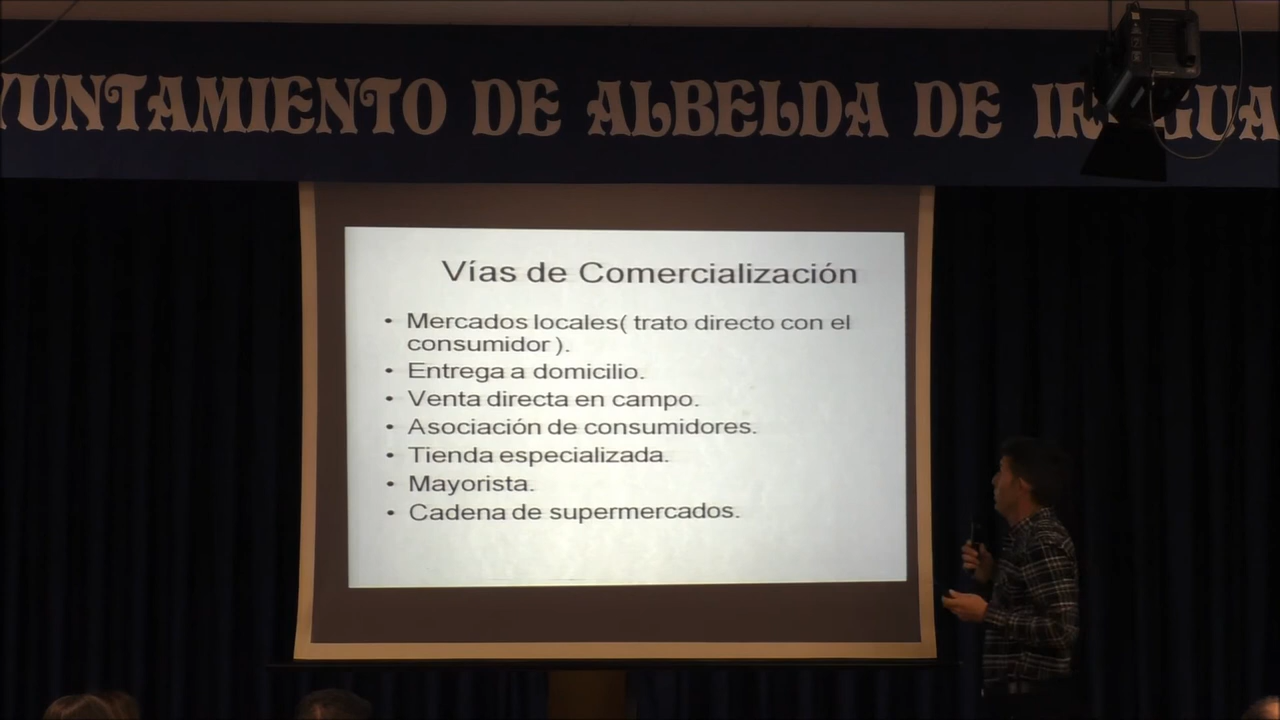 YUNTAMIENTO DE ALBELDA DE IR GUA
Vías de Comercialización
• Mercados locales( trato directo con el
consumidor ).
• Entrega a domicilio.
• Venta directa en campo.
• Asociación de consumidores.
• Tienda especializada.
• Mayorista.
• Cadena de supermercados.